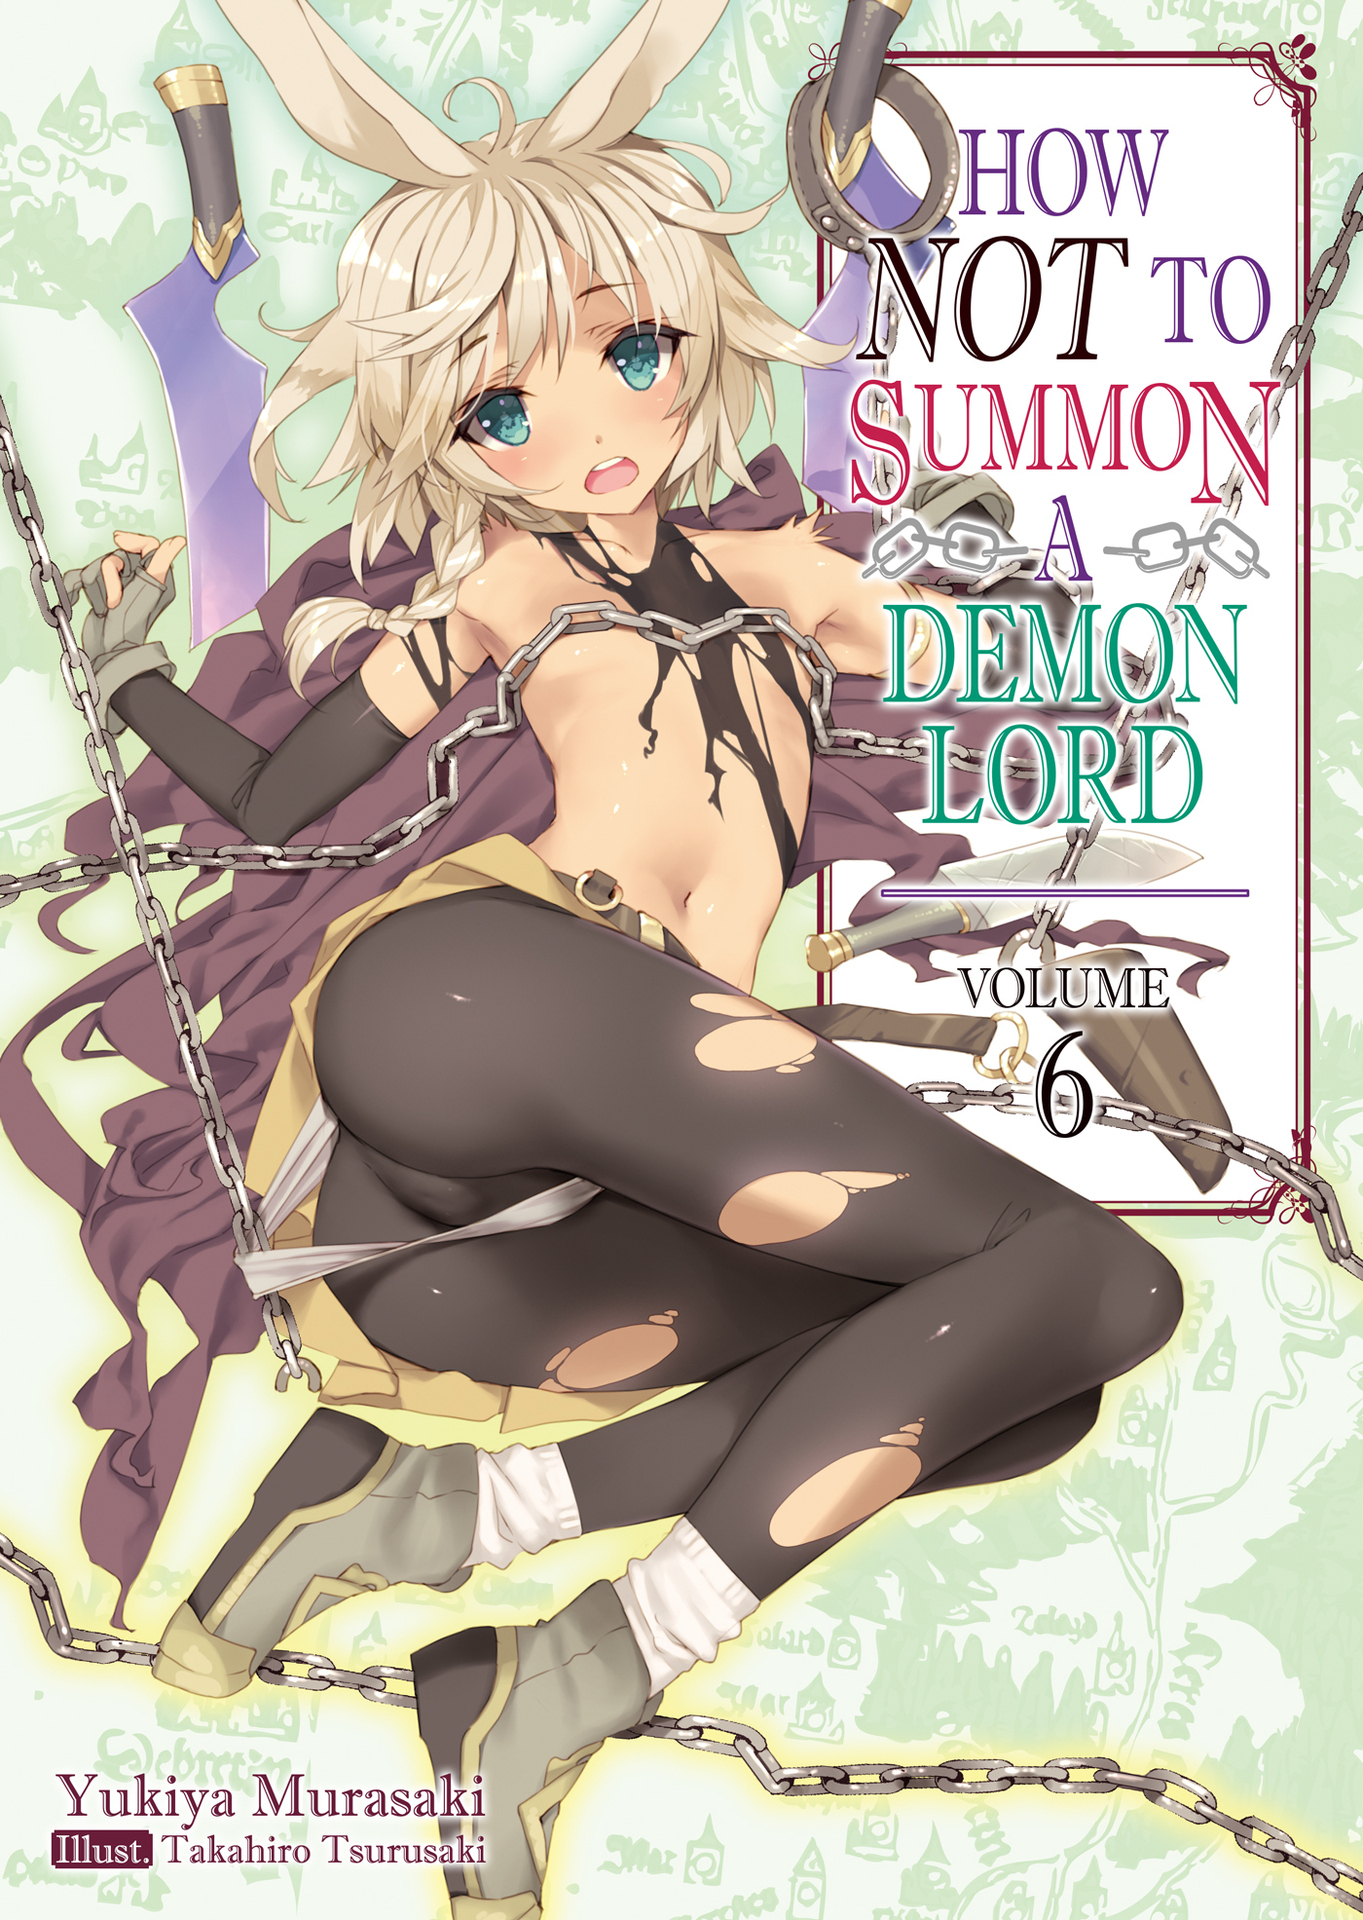 HOW
NOT TO
SUMMON
A
DEMON
LORD
VOLUME
6
Yukiya Murasaki
Illust. Takahiro Tsurusaki